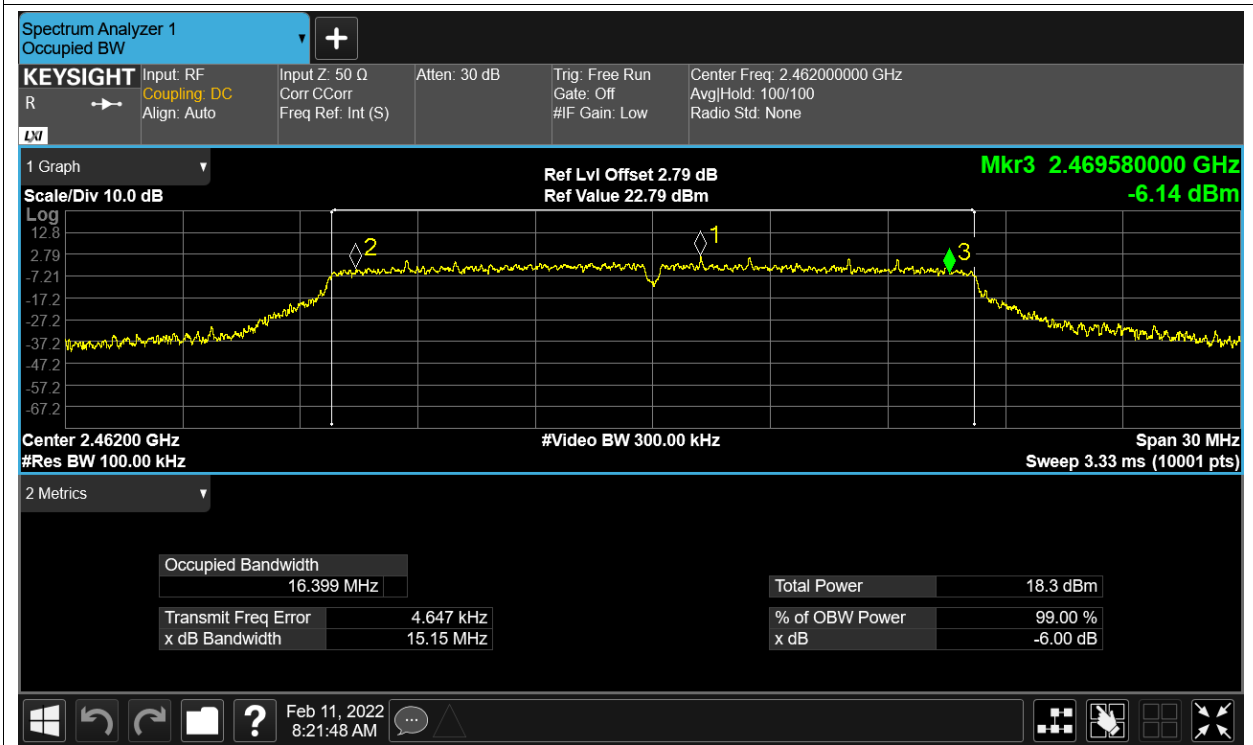 Spectrum Analyzer 1
Occupied BW
KEYSIGHT
R
LXI
Input: RF
Coupling: DC
Align: Auto
Input Z: 50 Ω
Corr CCorr
Freq Ref: Int (S)
Atten: 30 dB
Trig: Free Run
Gate: Off
#IF Gain: Low
Center Freq: 2.462000000 GHz
Avg|Hold: 100/100
Radio Std: None
1 Graph
Scale/Div 10.0 dB
Ref Lvl Offset 2.79 dB
Ref Value 22.79 dBm
Mkr3 2.469580000 GHz
-6.14 dBm
Log
12.8
2.79
-7.21
-17.2
-27.2
-37.2
-47.2
-57.2
-67.2
2
1
3
Center 2.46200 GHz
#Video BW 300.00 kHz
Span 30 MHz
#Res BW 100.00 kHz
Sweep 3.33 ms (10001 pts)
2 Metrics
Occupied Bandwidth
16.399 MHz
Total Power 18.3 dBm
Transmit Freq Error 4.647 kHz
% of OBW Power 99.00 %
x dB Bandwidth 15.15 MHz
x dB -6.00 dB
?
Feb 11, 2022
8:21:48 AM